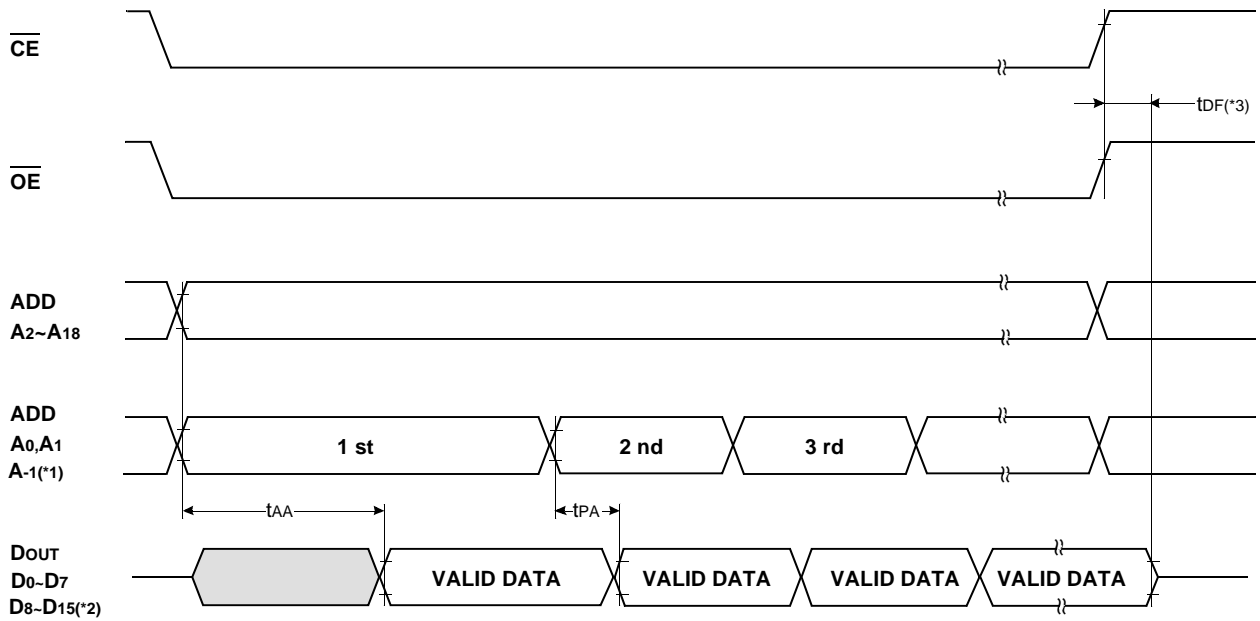 CE
tDF(*3)
OE
ADD
A2~A18
ADD
A0,A1
A-1(*1)
1 st
2 nd
3 rd
tAA
tPA
DOUT
D0~D7
D8~D15(*2)
VALID DATA
VALID DATA
VALID DATA
VALID DATA